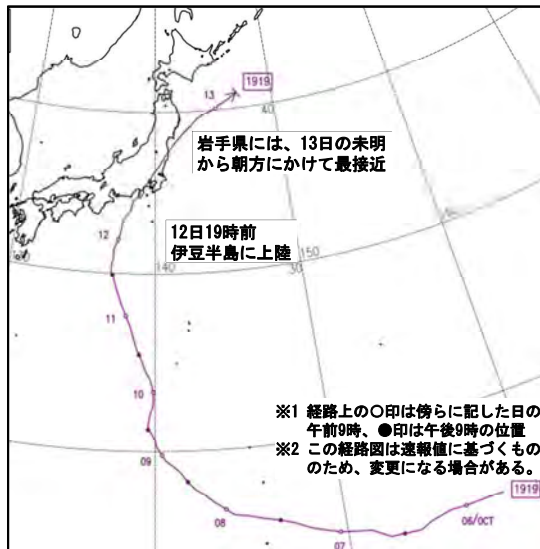 1919
13
40
岩手県には、13日の未明
から朝方にかけて最接近
12日19時前
伊豆半島に上陸
12
140
150
30
11
10
※1 経路上の○印は傍らに記した日の
午前9時、●印は午後9時の位置
※2 この経路図は速報値に基づくもの
のため、変更になる場合がある。
09
1919
08
06/OCT
07